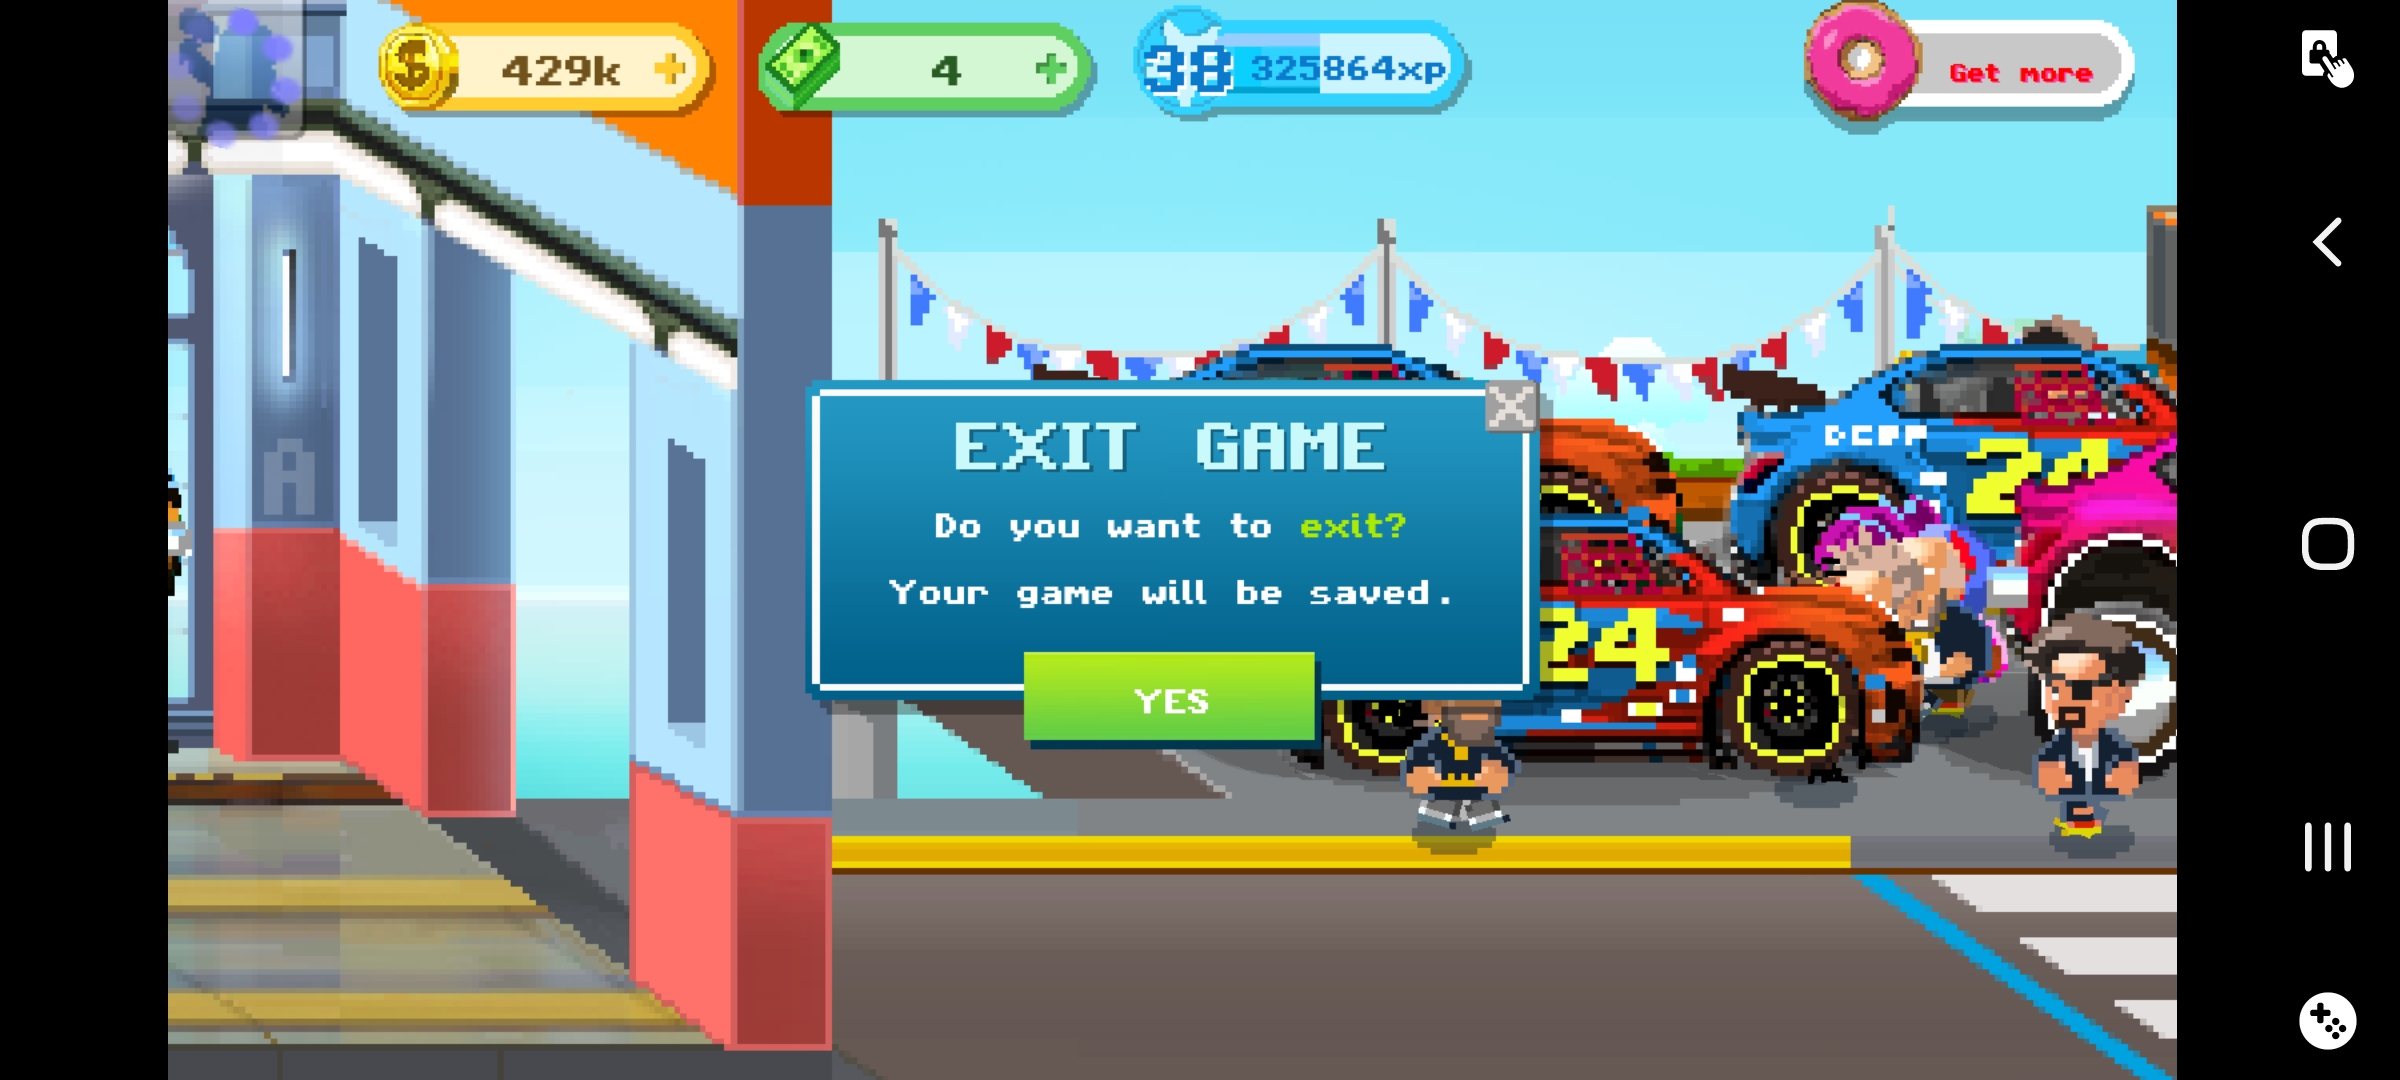 429k
4
38 325864xp
Get more
A
EXIT GAME
Do you want to exit?
Your game will be saved.
YES
24
24